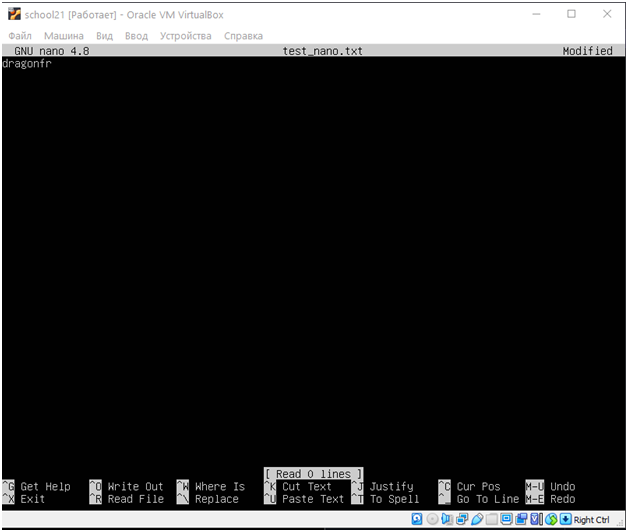 school21 [Работает] - Oracle VM VirtualBox
Файл Машина Вид Ввод Устройства Справка
GNU nano 4.8 test_nano.txt Modified
dragonfr
[ Read 0 lines ]
^G Get Help ^O Write Out ^W Where Is ^K Cut Text ^J Justify ^C Cur Pos M-U Undo
^X Exit ^R Read File ^\ Replace ^U Paste Text ^T To Spell ^_ Go To Line M-E Redo
Right Ctrl